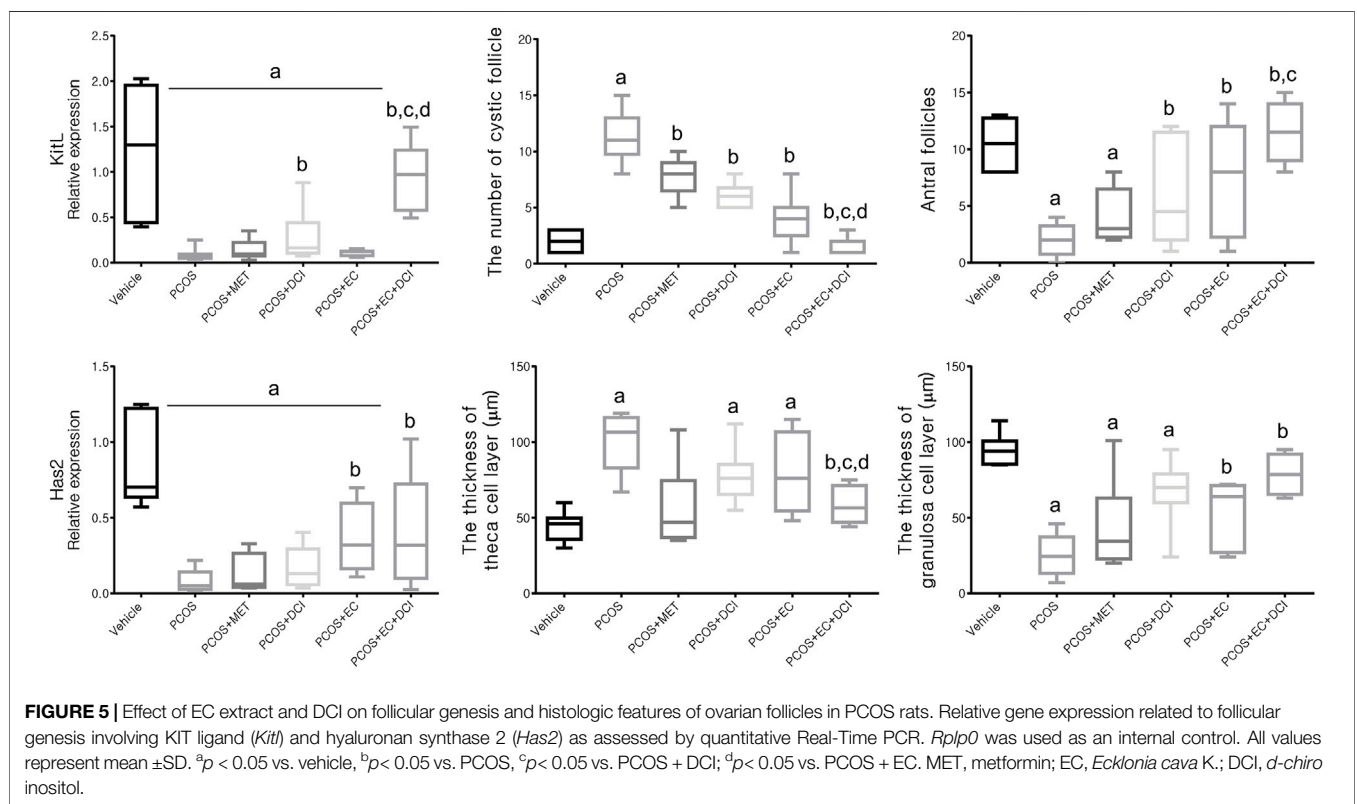 KitL
Relative expression
2.5
2.0
1.5
1.0
0.5
0.0
a
b
b,c,d
Vehicle
PCOS
PCOS+MET
PCOS+DCI
PCOS+EC
PCOS+EC+DCI
The number of cystic follicle
20
15
10
5
0
a
b
b
b
b,c,d
Vehicle
PCOS
PCOS+MET
PCOS+DCI
PCOS+EC
PCOS+EC+DCI
Antral follicles
20
15
10
5
0
a
a
b
b
b,c
Vehicle
PCOS
PCOS+MET
PCOS+DCI
PCOS+EC
PCOS+EC+DCI
Has2
Relative expression
1.5
1.0
0.5
0.0
a
b
b
Vehicle
PCOS
PCOS+MET
PCOS+DCI
PCOS+EC
PCOS+EC+DET
The thickness of
theca cell layer (μm)
150
100
50
0
a
a
a
b,c,d
Vehicle
PCOS
PCOS+MET
PCOS+DCI
PCOS+EC
PCOS+EC+DCI
The thickness of
granulosa cell layer (μm)
150
100
50
0
a
a
a
b
b
Vehicle
PCOS
PCOS+MET
PCOS+DCI
PCOS+EC
PCOS+EC+DCI
FIGURE 5 | Effect of EC extract and DCI on follicular genesis and histologic features of ovarian follicles in PCOS rats. Relative gene expression related to follicular
genesis involving KIT ligand (Kitl) and hyaluronan synthase 2 (Has2) as assessed by quantitative Real-Time PCR. Rplp0 was used as an internal control. All values
represent mean ±SD. ᵃp < 0.05 vs. vehicle, ᵇp< 0.05 vs. PCOS, ᶜp< 0.05 vs. PCOS + DCI; ᵈp< 0.05 vs. PCOS + EC. MET, metformin; EC, Ecklonia cava K.; DCI, d-chiro
inositol.